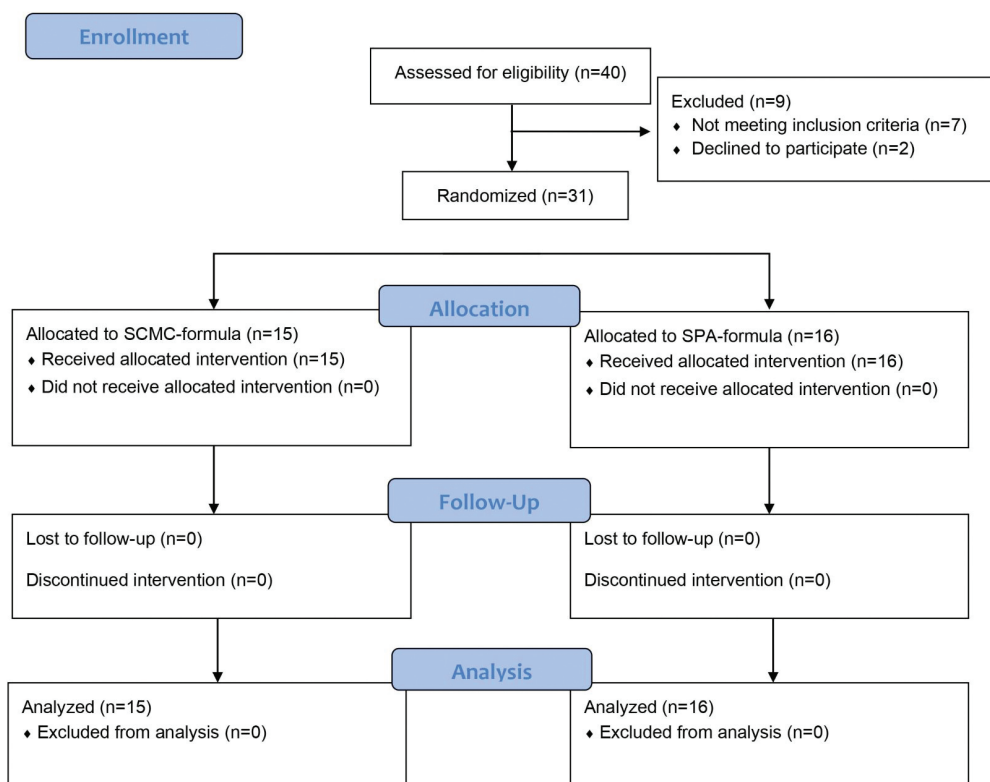 Enrollment
Assessed for eligibility (n=40)
Excluded (n=9)
♦ Not meeting inclusion criteria (n=7)
♦ Declined to participate (n=2)
Randomized (n=31)
Allocation
Allocated to SCMC-formula (n=15)
♦ Received allocated intervention (n=15)
♦ Did not receive allocated intervention (n=0)
Allocated to SPA-formula (n=16)
♦ Received allocated intervention (n=16)
♦ Did not receive allocated intervention (n=0)
Follow-Up
Lost to follow-up (n=0)
Discontinued intervention (n=0)
Lost to follow-up (n=0)
Discontinued intervention (n=0)
Analysis
Analyzed (n=15)
♦ Excluded from analysis (n=0)
Analyzed (n=16)
♦ Excluded from analysis (n=0)